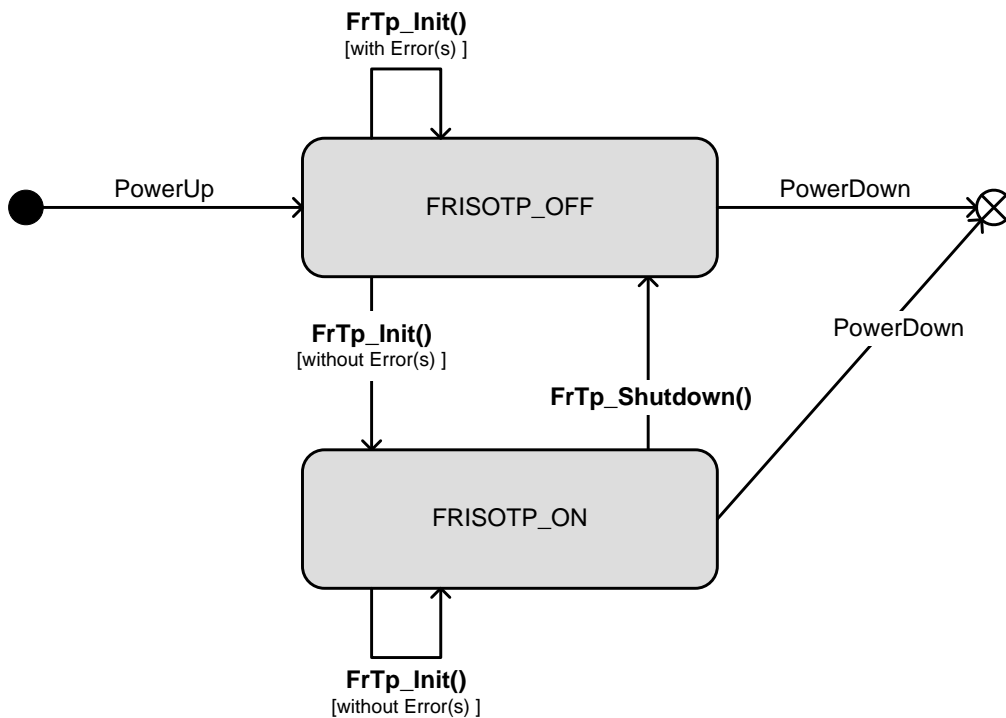 FrTp_Init()
[with Error(s) ]
PowerUp
FRISOTP_OFF
PowerDown
FrTp_Init()
[without Error(s) ]
PowerDown
FrTp_Shutdown()
FRISOTP_ON
FrTp_Init()
[without Error(s) ]